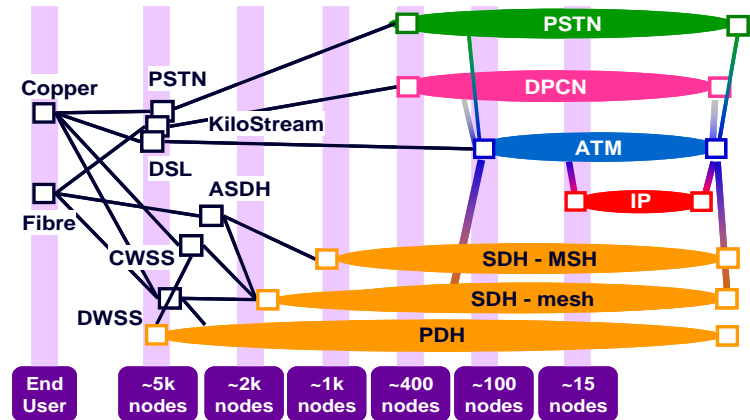 PSTN
Copper
PSTN
DPCN
KiloStream
DSL
ATM
ASDH
IP
Fibre
CWSS
SDH - MSH
SDH - mesh
DWSS
PDH
End
User
~5k
nodes
~2k
nodes
~1k
nodes
~400
nodes
~100
nodes
~15
nodes